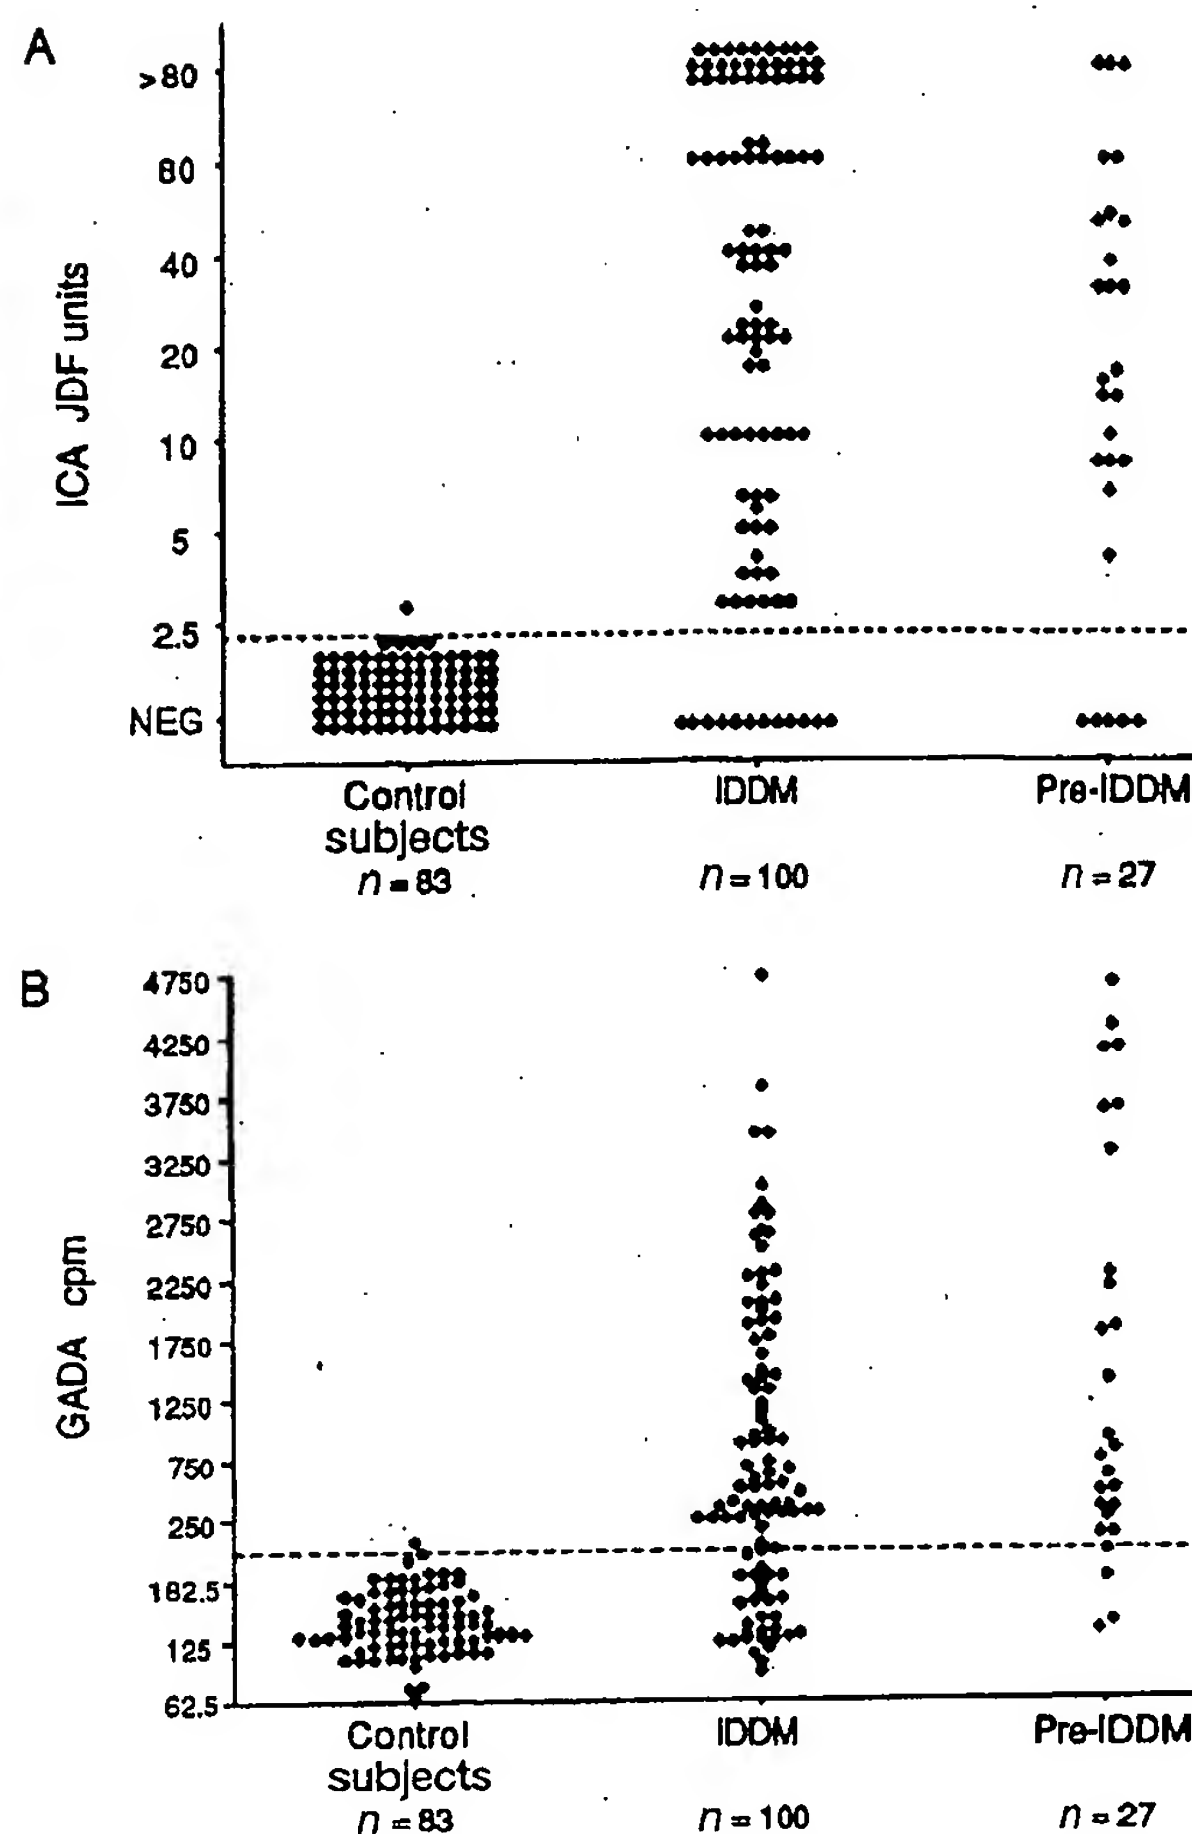 A
>80
80
40
20
10
5
2.5
NEG
ICA JDF units
Control subjects
n = 83
IDDM
n = 100
Pre-IDDM
n = 27
B
4750
4250
3750
3250
2750
2250
1750
1250
750
250
182.5
125
62.5
GADA cpm
Control subjects
n = 83
IDDM
n = 100
Pre-IDDM
n = 27